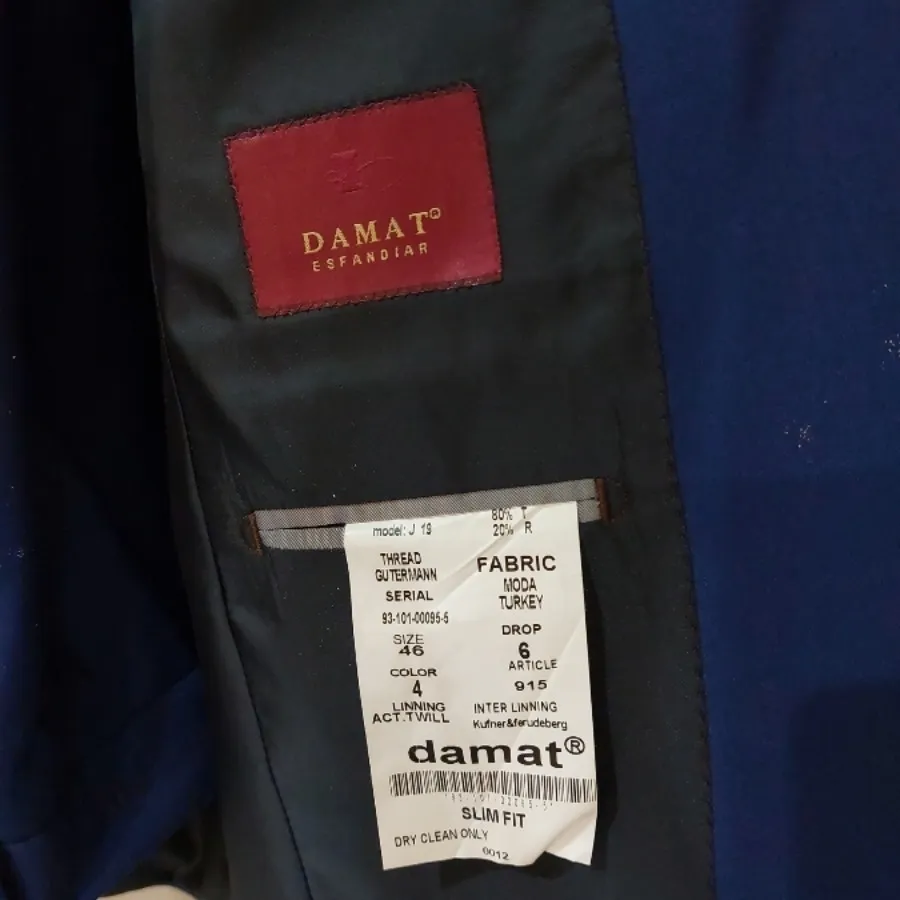 DAMAT®
ESFANDIAR
model: J 19
80% T
20% R
THREAD
GUTERMANN
FABRIC
MODA
TURKEY
SERIAL
93-101-00095-5
SIZE
46
DROP
6
COLOR
4
ARTICLE
915
LINNING
ACT.TWILL
INTER LINNING
Kufner&ferudeberg
damat®
SLIM FIT
DRY CLEAN ONLY
0012